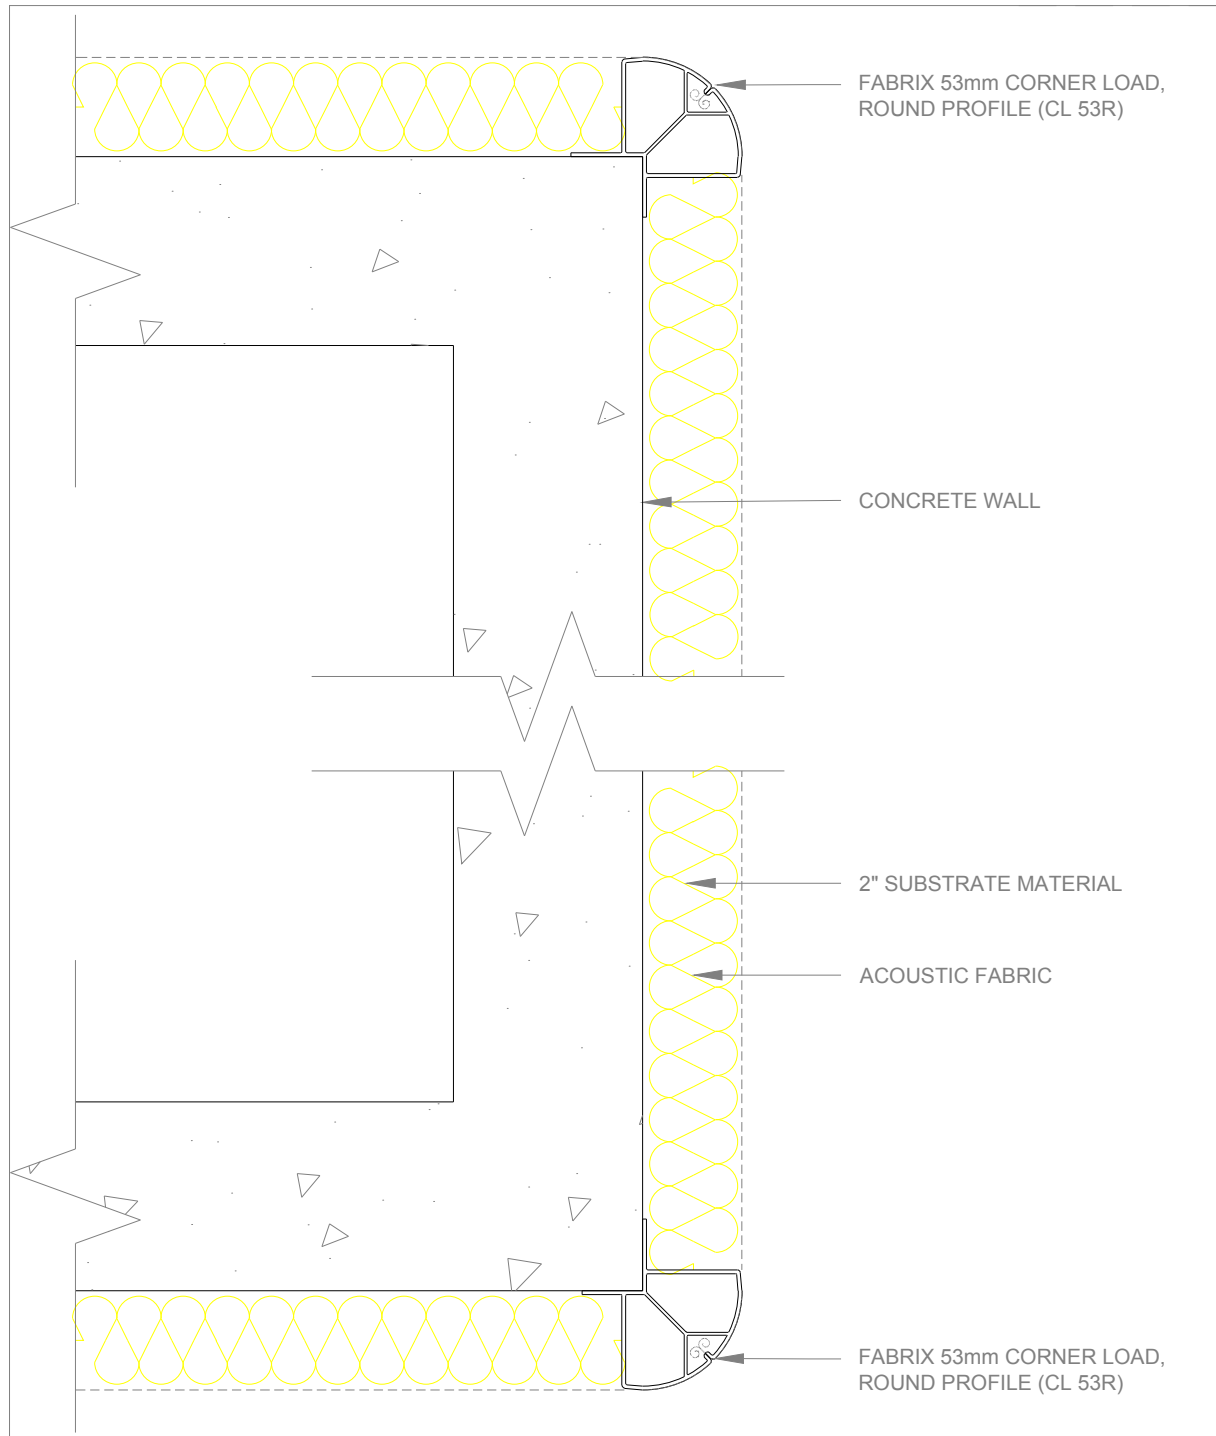 FABRIX 53mm CORNER LOAD,
ROUND PROFILE (CL 53R)
CONCRETE WALL
2" SUBSTRATE MATERIAL
ACOUSTIC FABRIC
FABRIX 53mm CORNER LOAD,
ROUND PROFILE (CL 53R)